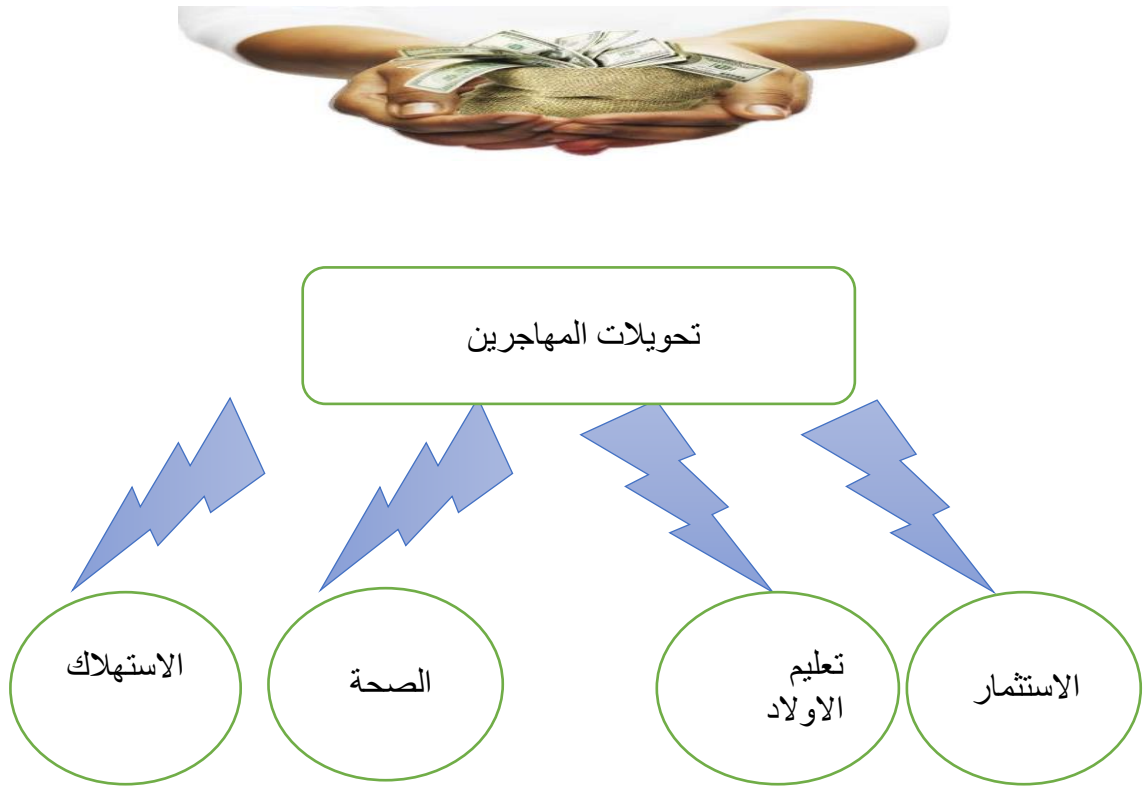 تحويلات المهاجرين
الاستثمار
تعليم
الاولاد
الصحة
الاستهلاك